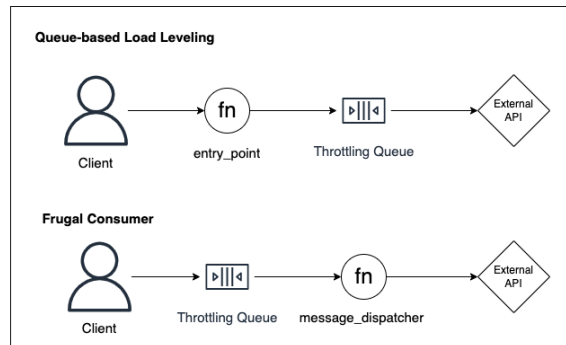 Queue-based Load Leveling
fn
External
API
Client
entry_point
Throttling Queue
Frugal Consumer
fn
External
API
Client
Throttling Queue
message_dispatcher